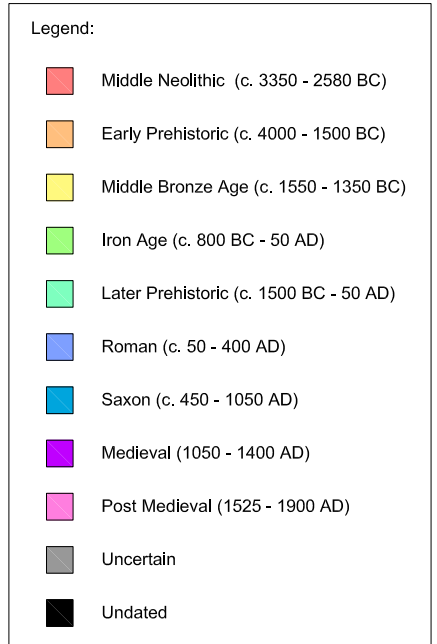 Legend:
Middle Neolithic (c. 3350 - 2580 BC)
Early Prehistoric (c. 4000 - 1500 BC)
Middle Bronze Age (c. 1550 - 1350 BC)
Iron Age (c. 800 BC - 50 AD)
Later Prehistoric (c. 1500 BC - 50 AD)
Roman (c. 50 - 400 AD)
Saxon (c. 450 - 1050 AD)
Medieval (1050 - 1400 AD)
Post Medieval (1525 - 1900 AD)
Uncertain
Undated